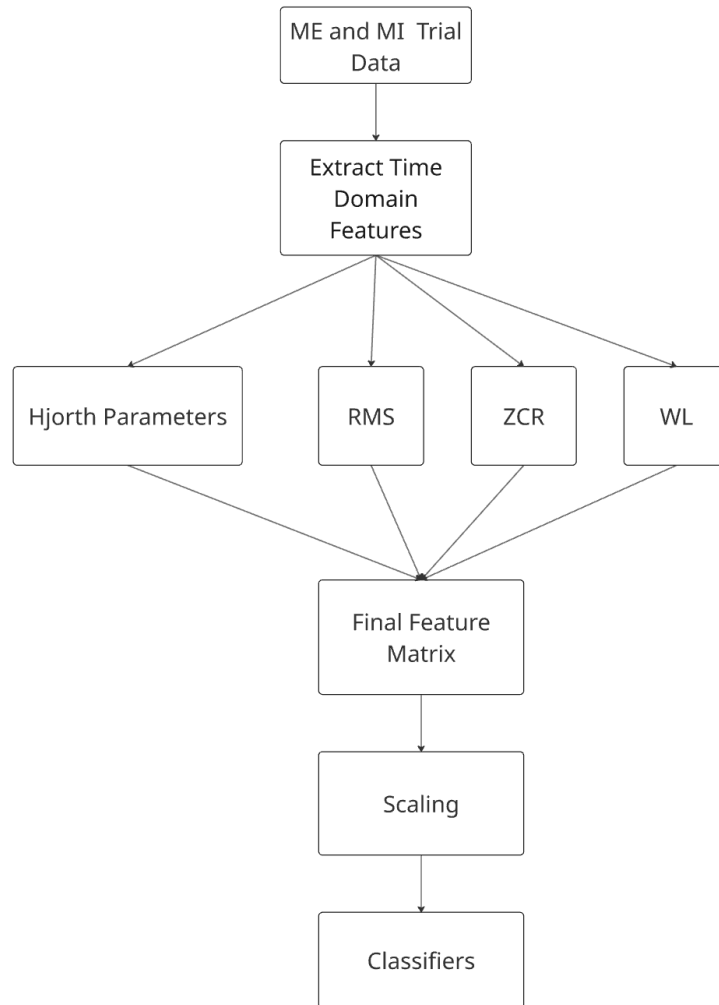 ME and MI Trial
Data
Extract Time
Domain
Features
Hjorth Parameters
RMS
ZCR
WL
Final Feature
Matrix
Scaling
Classifiers